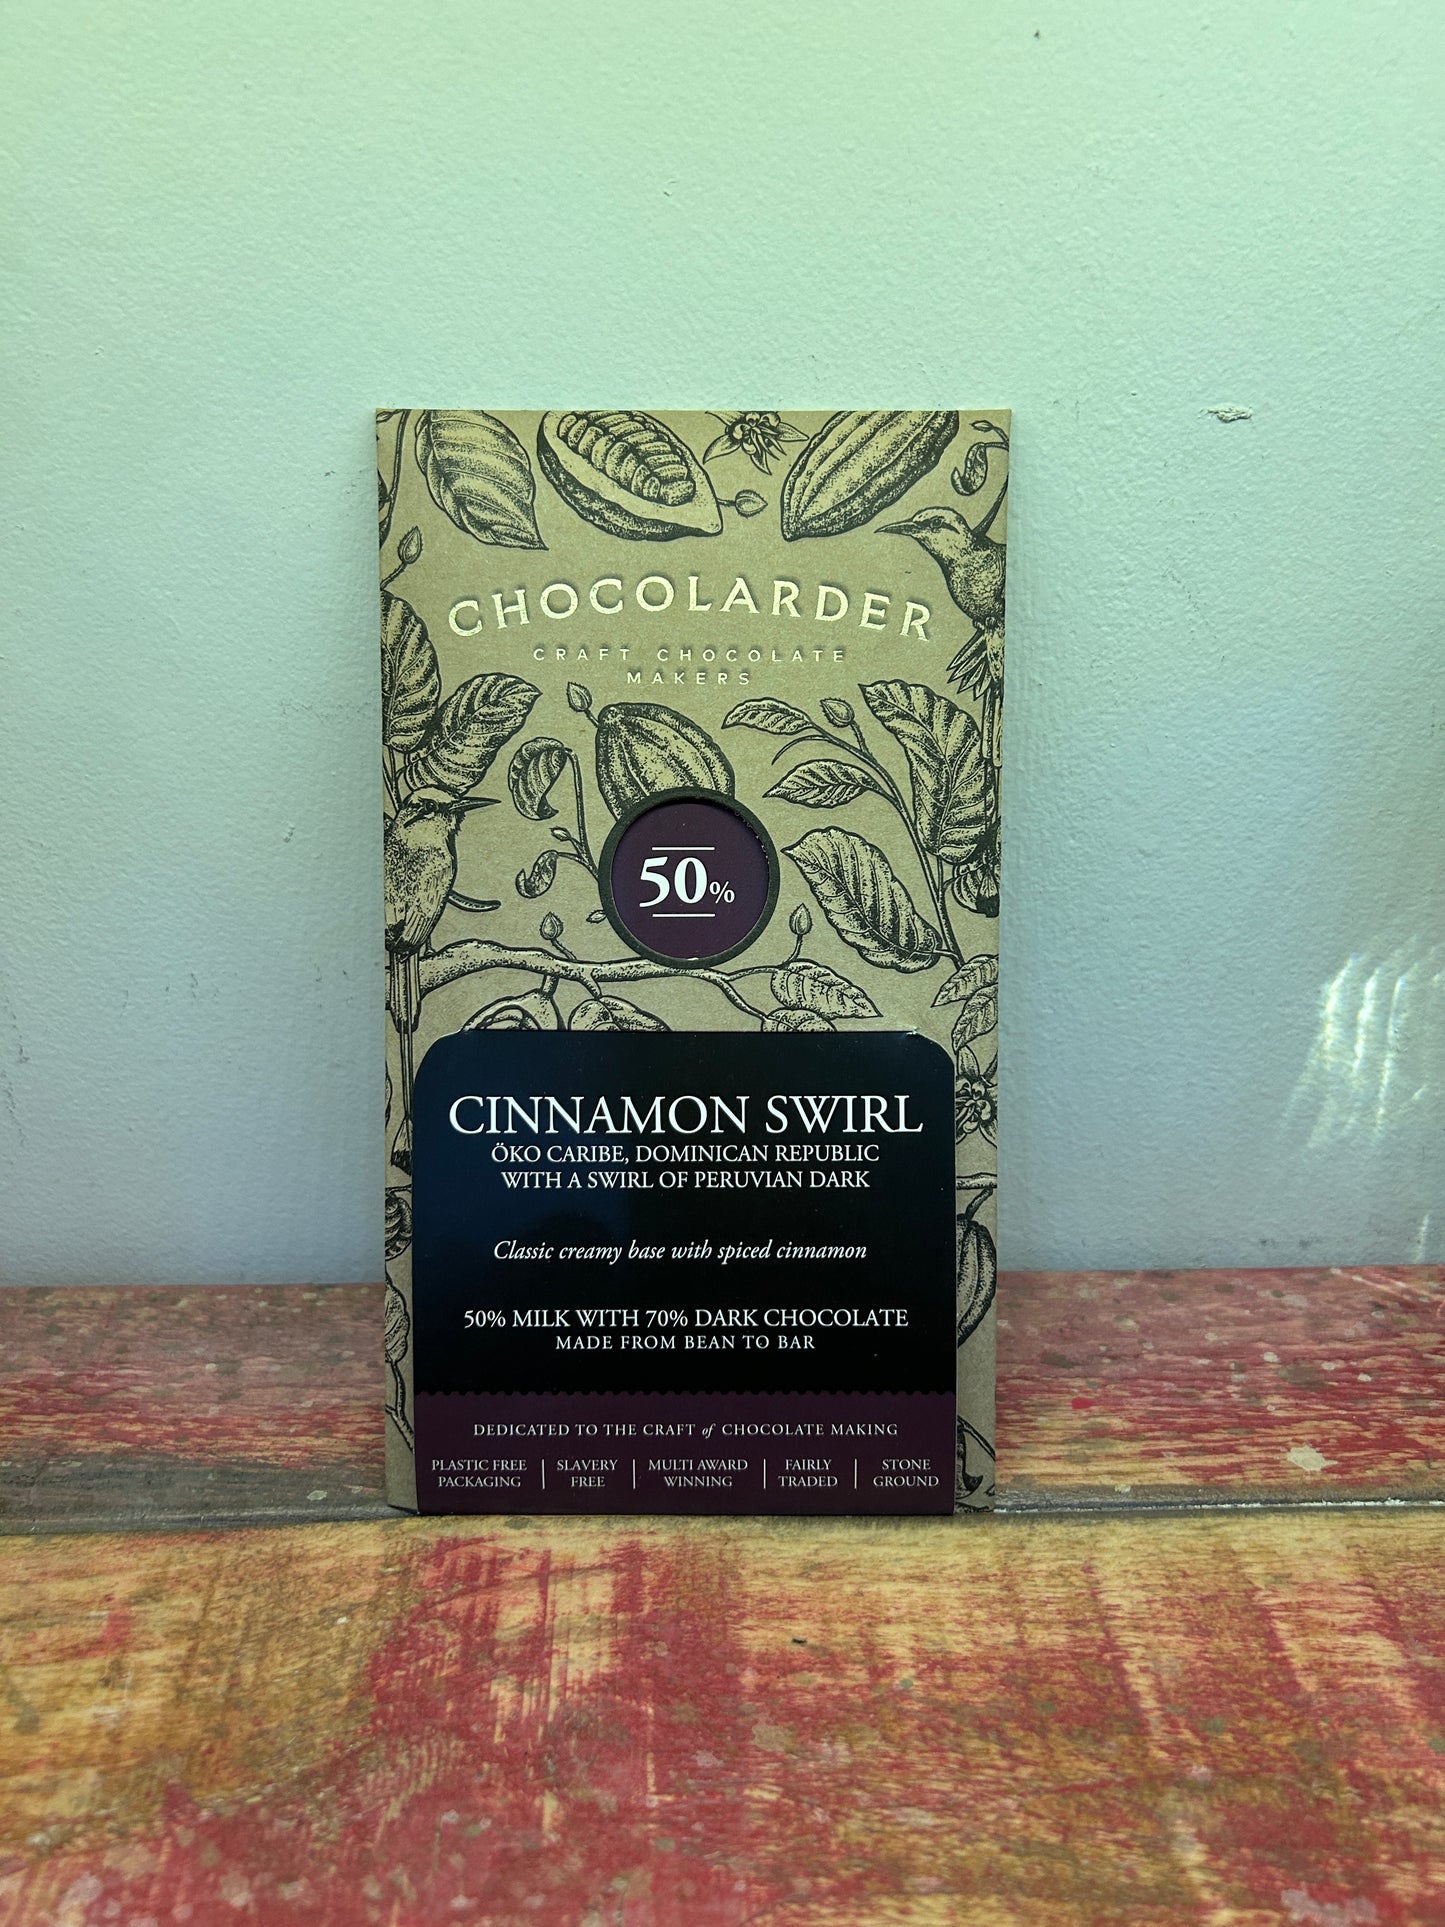 CHOCOLARDER
CRAFT CHOCOLATE
MAKERS
50%
CINNAMON SWIRL
ÖKO CARIBE, DOMINICAN REPUBLIC
WITH A SWIRL OF PERUVIAN DARK
Classic creamy base with spiced cinnamon
50% MILK WITH 70% DARK CHOCOLATE
MADE FROM BEAN TO BAR
DEDICATED TO THE CRAFT of CHOCOLATE MAKING
PLASTIC FREE
PACKAGING
SLAVERY
FREE
MULTI AWARD
WINNING
FAIRLY
TRADED
STONE
GROUND